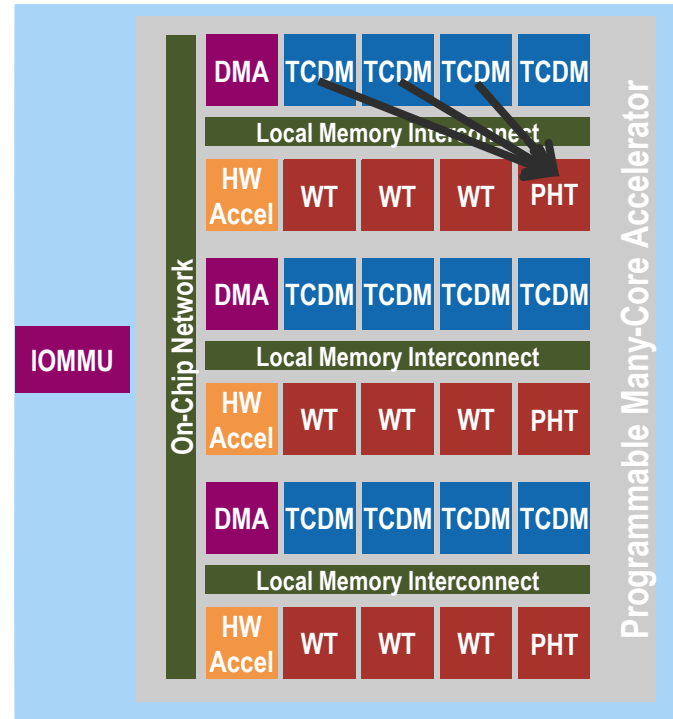 DMA TCDM TCDM TCDM TCDM
Local Memory Interconnect
HW
Accel
WT WT WT PHT
DMA TCDM TCDM TCDM TCDM
Local Memory Interconnect
HW
Accel
WT WT WT PHT
DMA TCDM TCDM TCDM TCDM
Local Memory Interconnect
HW
Accel
WT WT WT PHT
IOMMU
On-Chip Network
Programmable Many-Core Accelerator